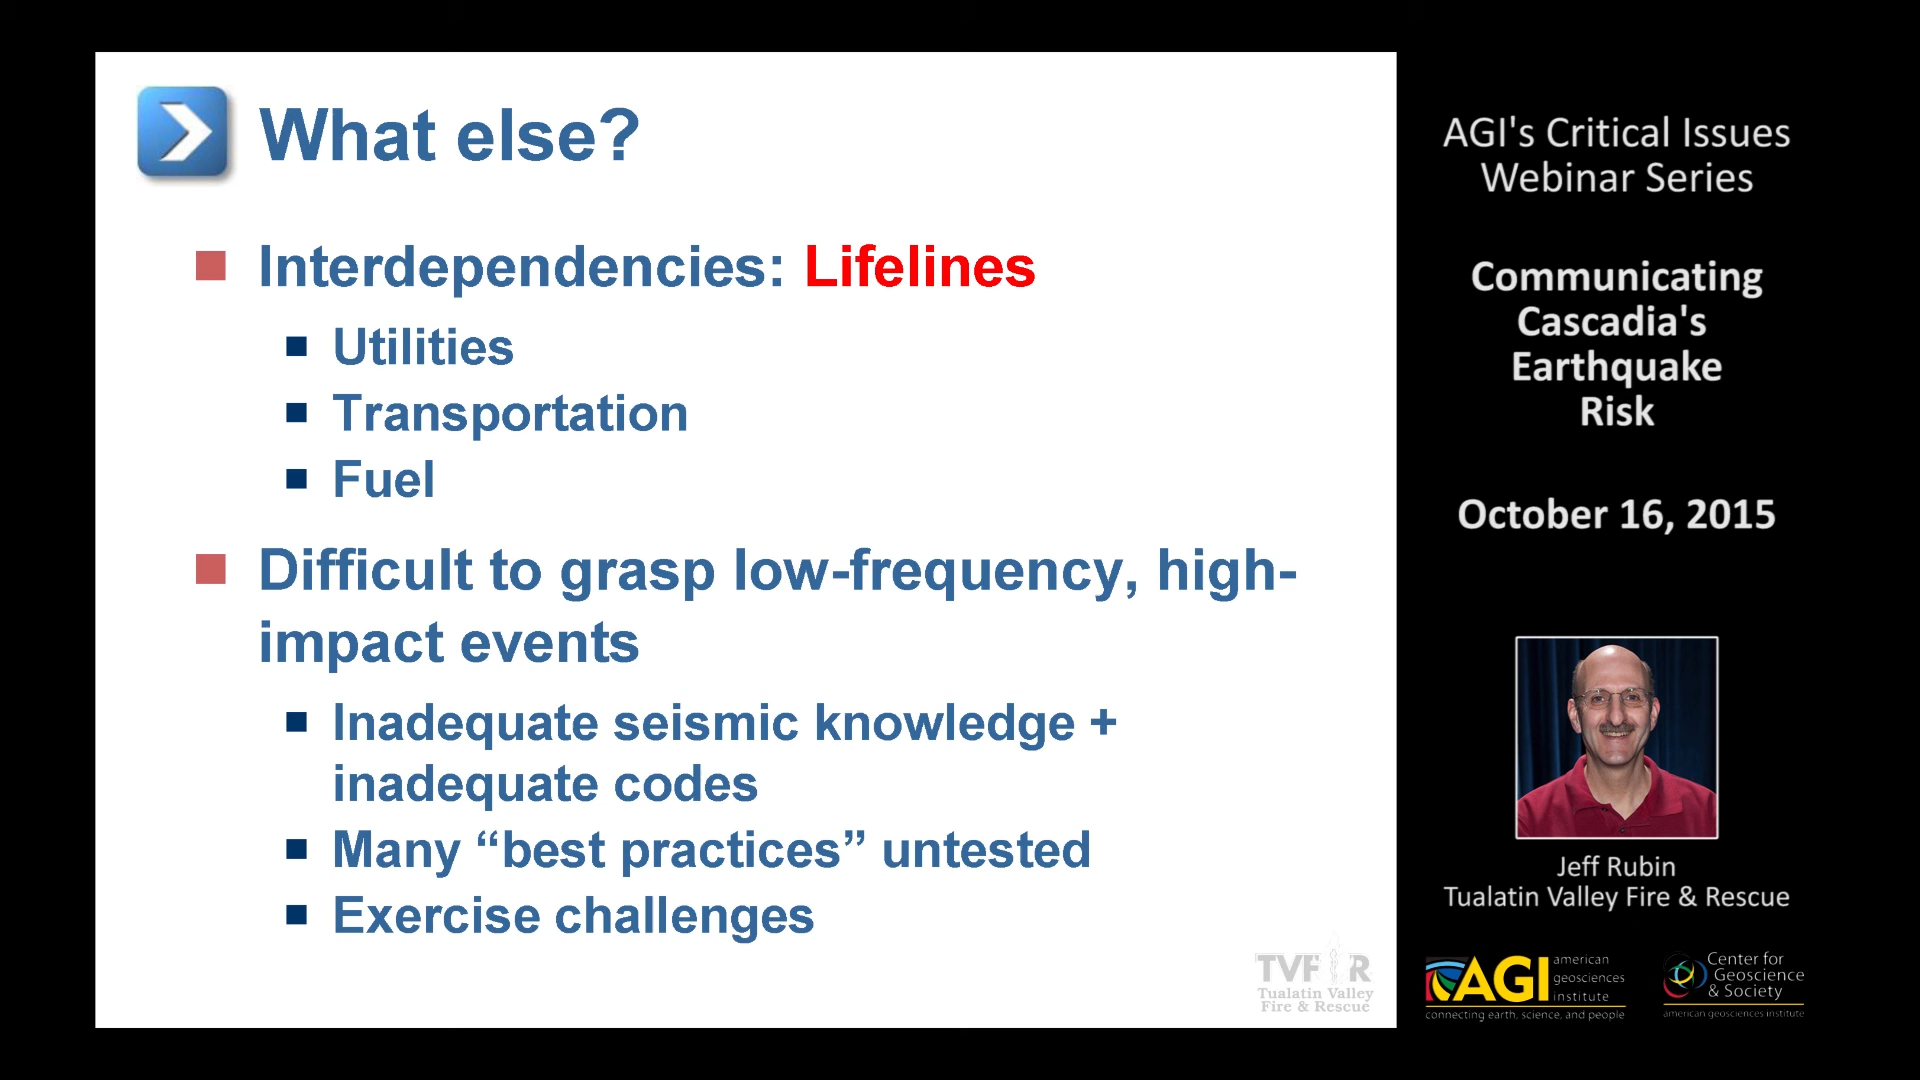 What else?
Interdependencies: Lifelines
Utilities
Transportation
Fuel
Difficult to grasp low-frequency, high-
impact events
Inadequate seismic knowledge +
inadequate codes
Many “best practices” untested
Exercise challenges
TVF R
Tualatin Valley
Fire & Rescue
AGI's Critical Issues
Webinar Series
Communicating
Cascadia's
Earthquake
Risk
October 16, 2015
Jeff Rubin
Tualatin Valley Fire & Rescue
AGI
american
geosciences
institute
connecting earth, science, and people
Center for
Geoscience
& Society
american geosciences institute